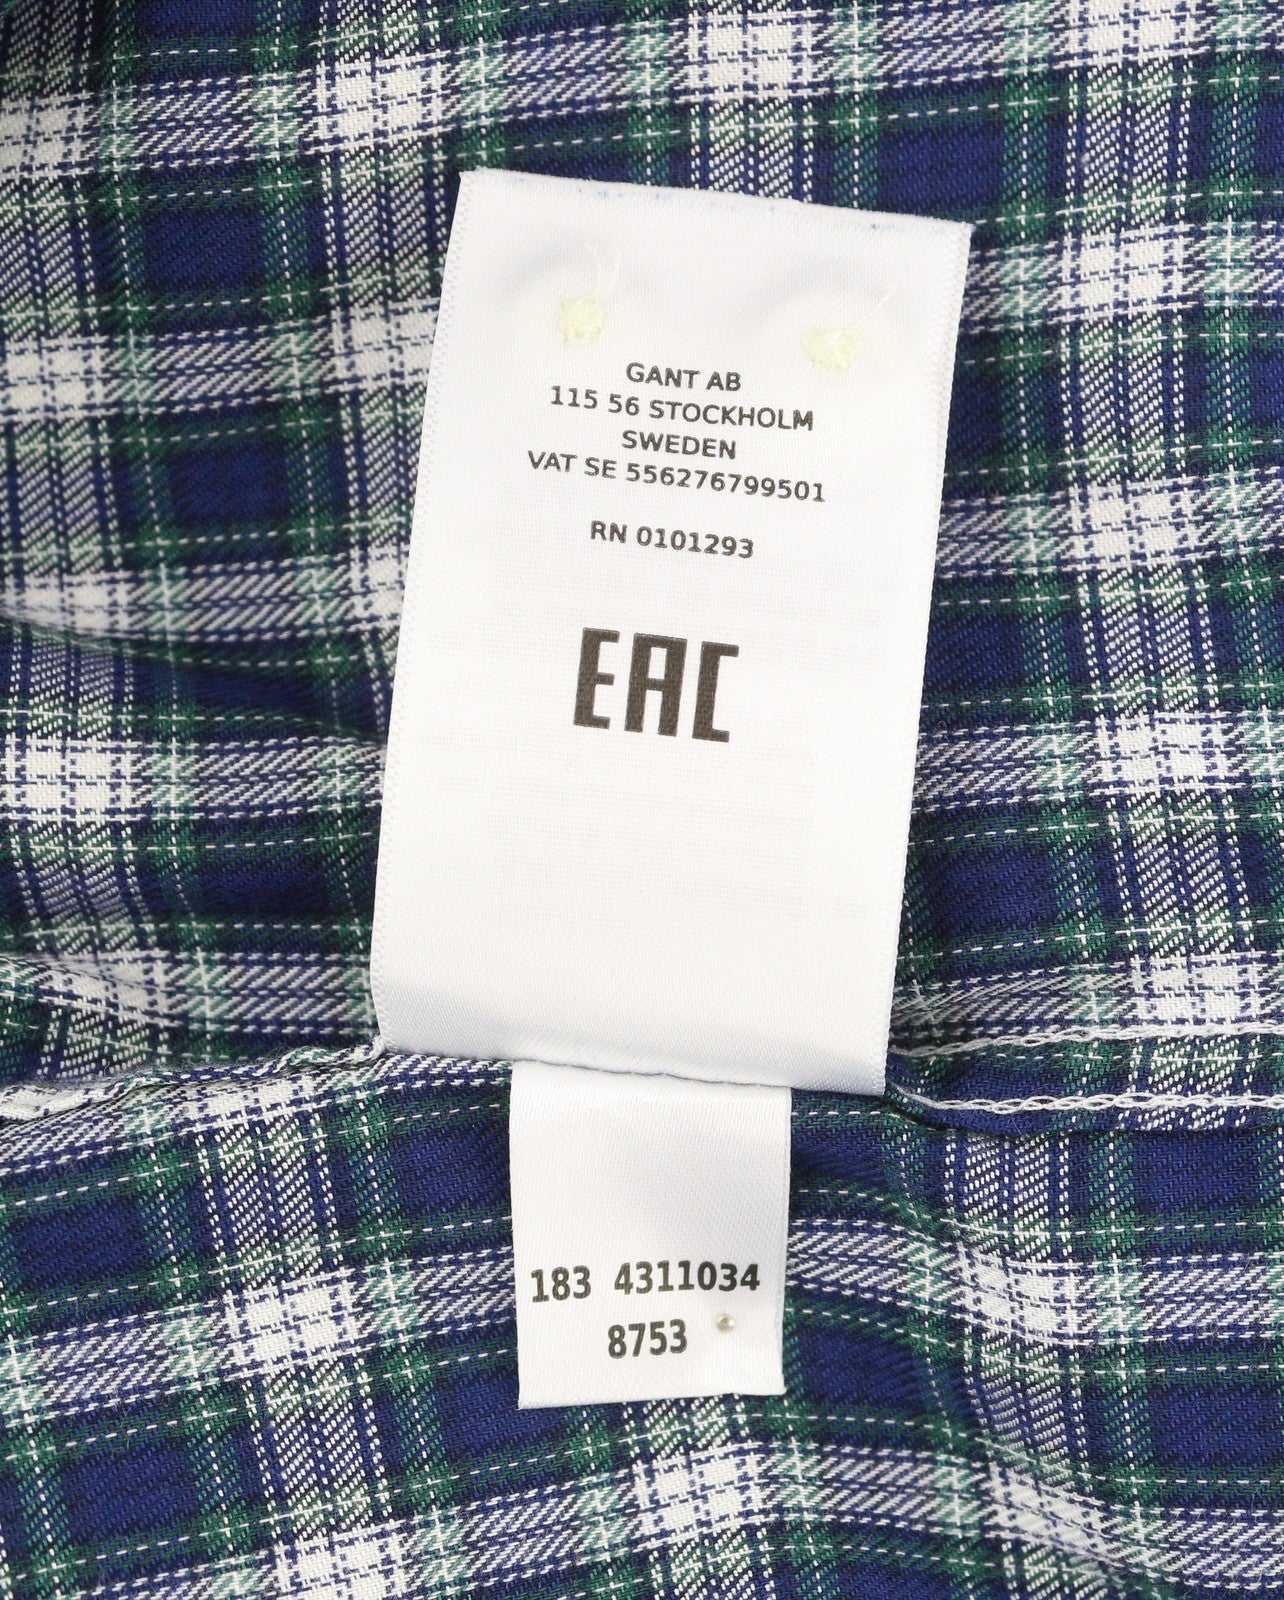 GANT AB
115 56 STOCKHOLM
SWEDEN
VAT SE 556276799501
RN 0101293
EAC
183 4311034
8753